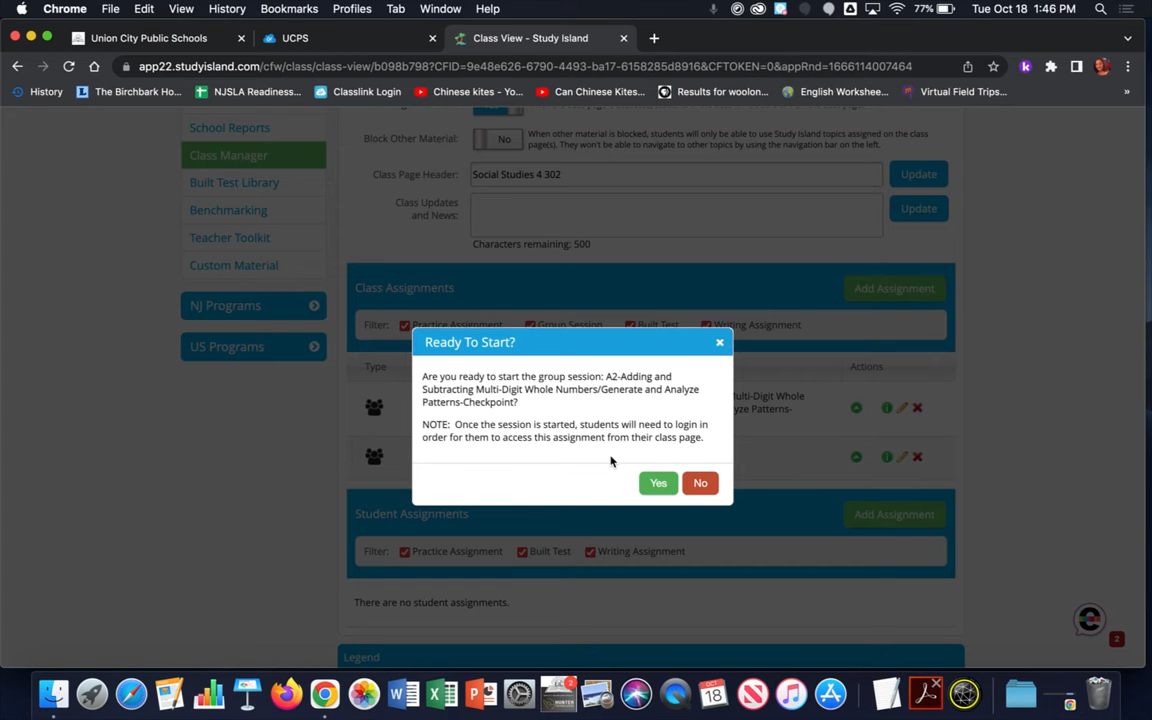 Chrome File Edit View History Bookmarks Profiles Tab Window Help 77% Tue Oct 18 1:46 PM
Union City Public Schools UCPS Class View - Study Island
app22.studyisland.com/cfw/class/class-view/b098b798?CFID=9e48e626-6790-4493-ba17-6158285d8916&CFTOKEN=0&appRnd=1666114007464
History The Birchbark Ho... NJSLA Readiness... Classlink Login Chinese kites - Yo... Can Chinese Kites... Results for woolon... English Workshee... Virtual Field Trips... »
School Reports
Class Manager
Built Test Library
Benchmarking
Teacher Toolkit
Custom Material
NJ Programs
US Programs
Block Other Material: No When other material is blocked, students will only be able to use Study Island topics assigned on the class
page(s). They won't be able to navigate to other topics by using the navigation bar on the left.
Class Page Header: Social Studies 4 302 Update
Class Updates
and News: Update
Characters remaining: 500
Class Assignments Add Assignment
Filter: Practice Assignment Group Session Built Test Writing Assignment
Type Actions
Multi-Digit Whole
Ready To Start?
Are you ready to start the group session: A2-Adding and
Subtracting Multi-Digit Whole Numbers/Generate and Analyze
Patterns-Checkpoint?
NOTE: Once the session is started, students will need to login in
order for them to access this assignment from their class page.
Yes No
Student Assignments Add Assignment
Filter: Practice Assignment Built Test Writing Assignment
There are no student assignments.
Legend
2
OCT
18
2